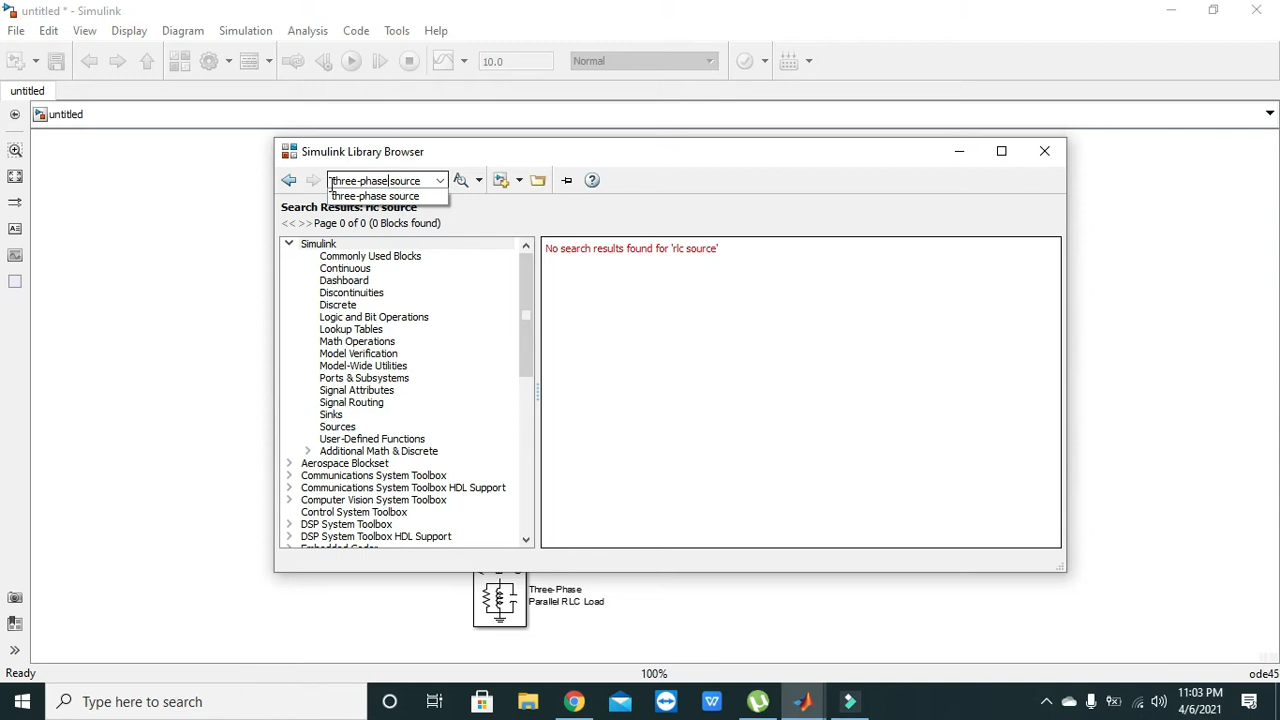 untitled * - Simulink
File Edit View Display Diagram Simulation Analysis Code Tools Help
10.0 Normal
untitled
untitled
Simulink Library Browser
three-phase source
three-phase source
Search Results: rlc source
<< >> Page 0 of 0 (0 Blocks found)
Simulink
No search results found for 'rlc source'
Commonly Used Blocks
Continuous
Dashboard
Discontinuities
Discrete
Logic and Bit Operations
Lookup Tables
Math Operations
Model Verification
Model-Wide Utilities
Ports & Subsystems
Signal Attributes
Signal Routing
Sinks
Sources
User-Defined Functions
Additional Math & Discrete
Aerospace Blockset
Communications System Toolbox
Communications System Toolbox HDL Support
Computer Vision System Toolbox
Control System Toolbox
DSP System Toolbox
DSP System Toolbox HDL Support
Embedded Coder
Three-Phase
Parallel RLC Load
Ready 100% ode45
Type here to search
11:03 PM
4/6/2021